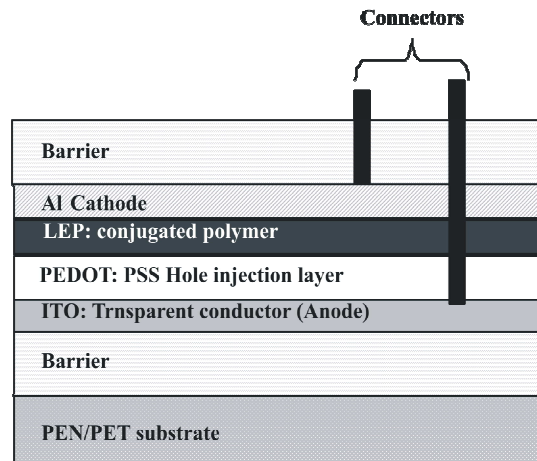 Connectors
Barrier
Al Cathode
LEP: conjugated polymer
PEDOT: PSS Hole injection layer
ITO: Trnsparent conductor (Anode)
Barrier
PEN/PET substrate